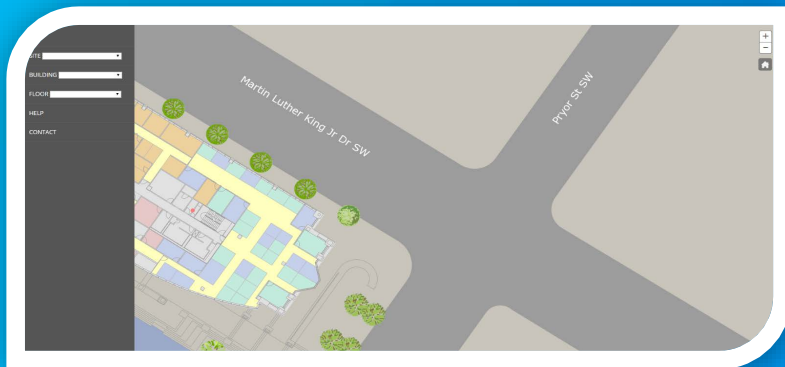 SITE
BUILDING
FLOOR
HELP
CONTACT
Martin Luther King Jr Dr SW
Pryor St SW
+
−